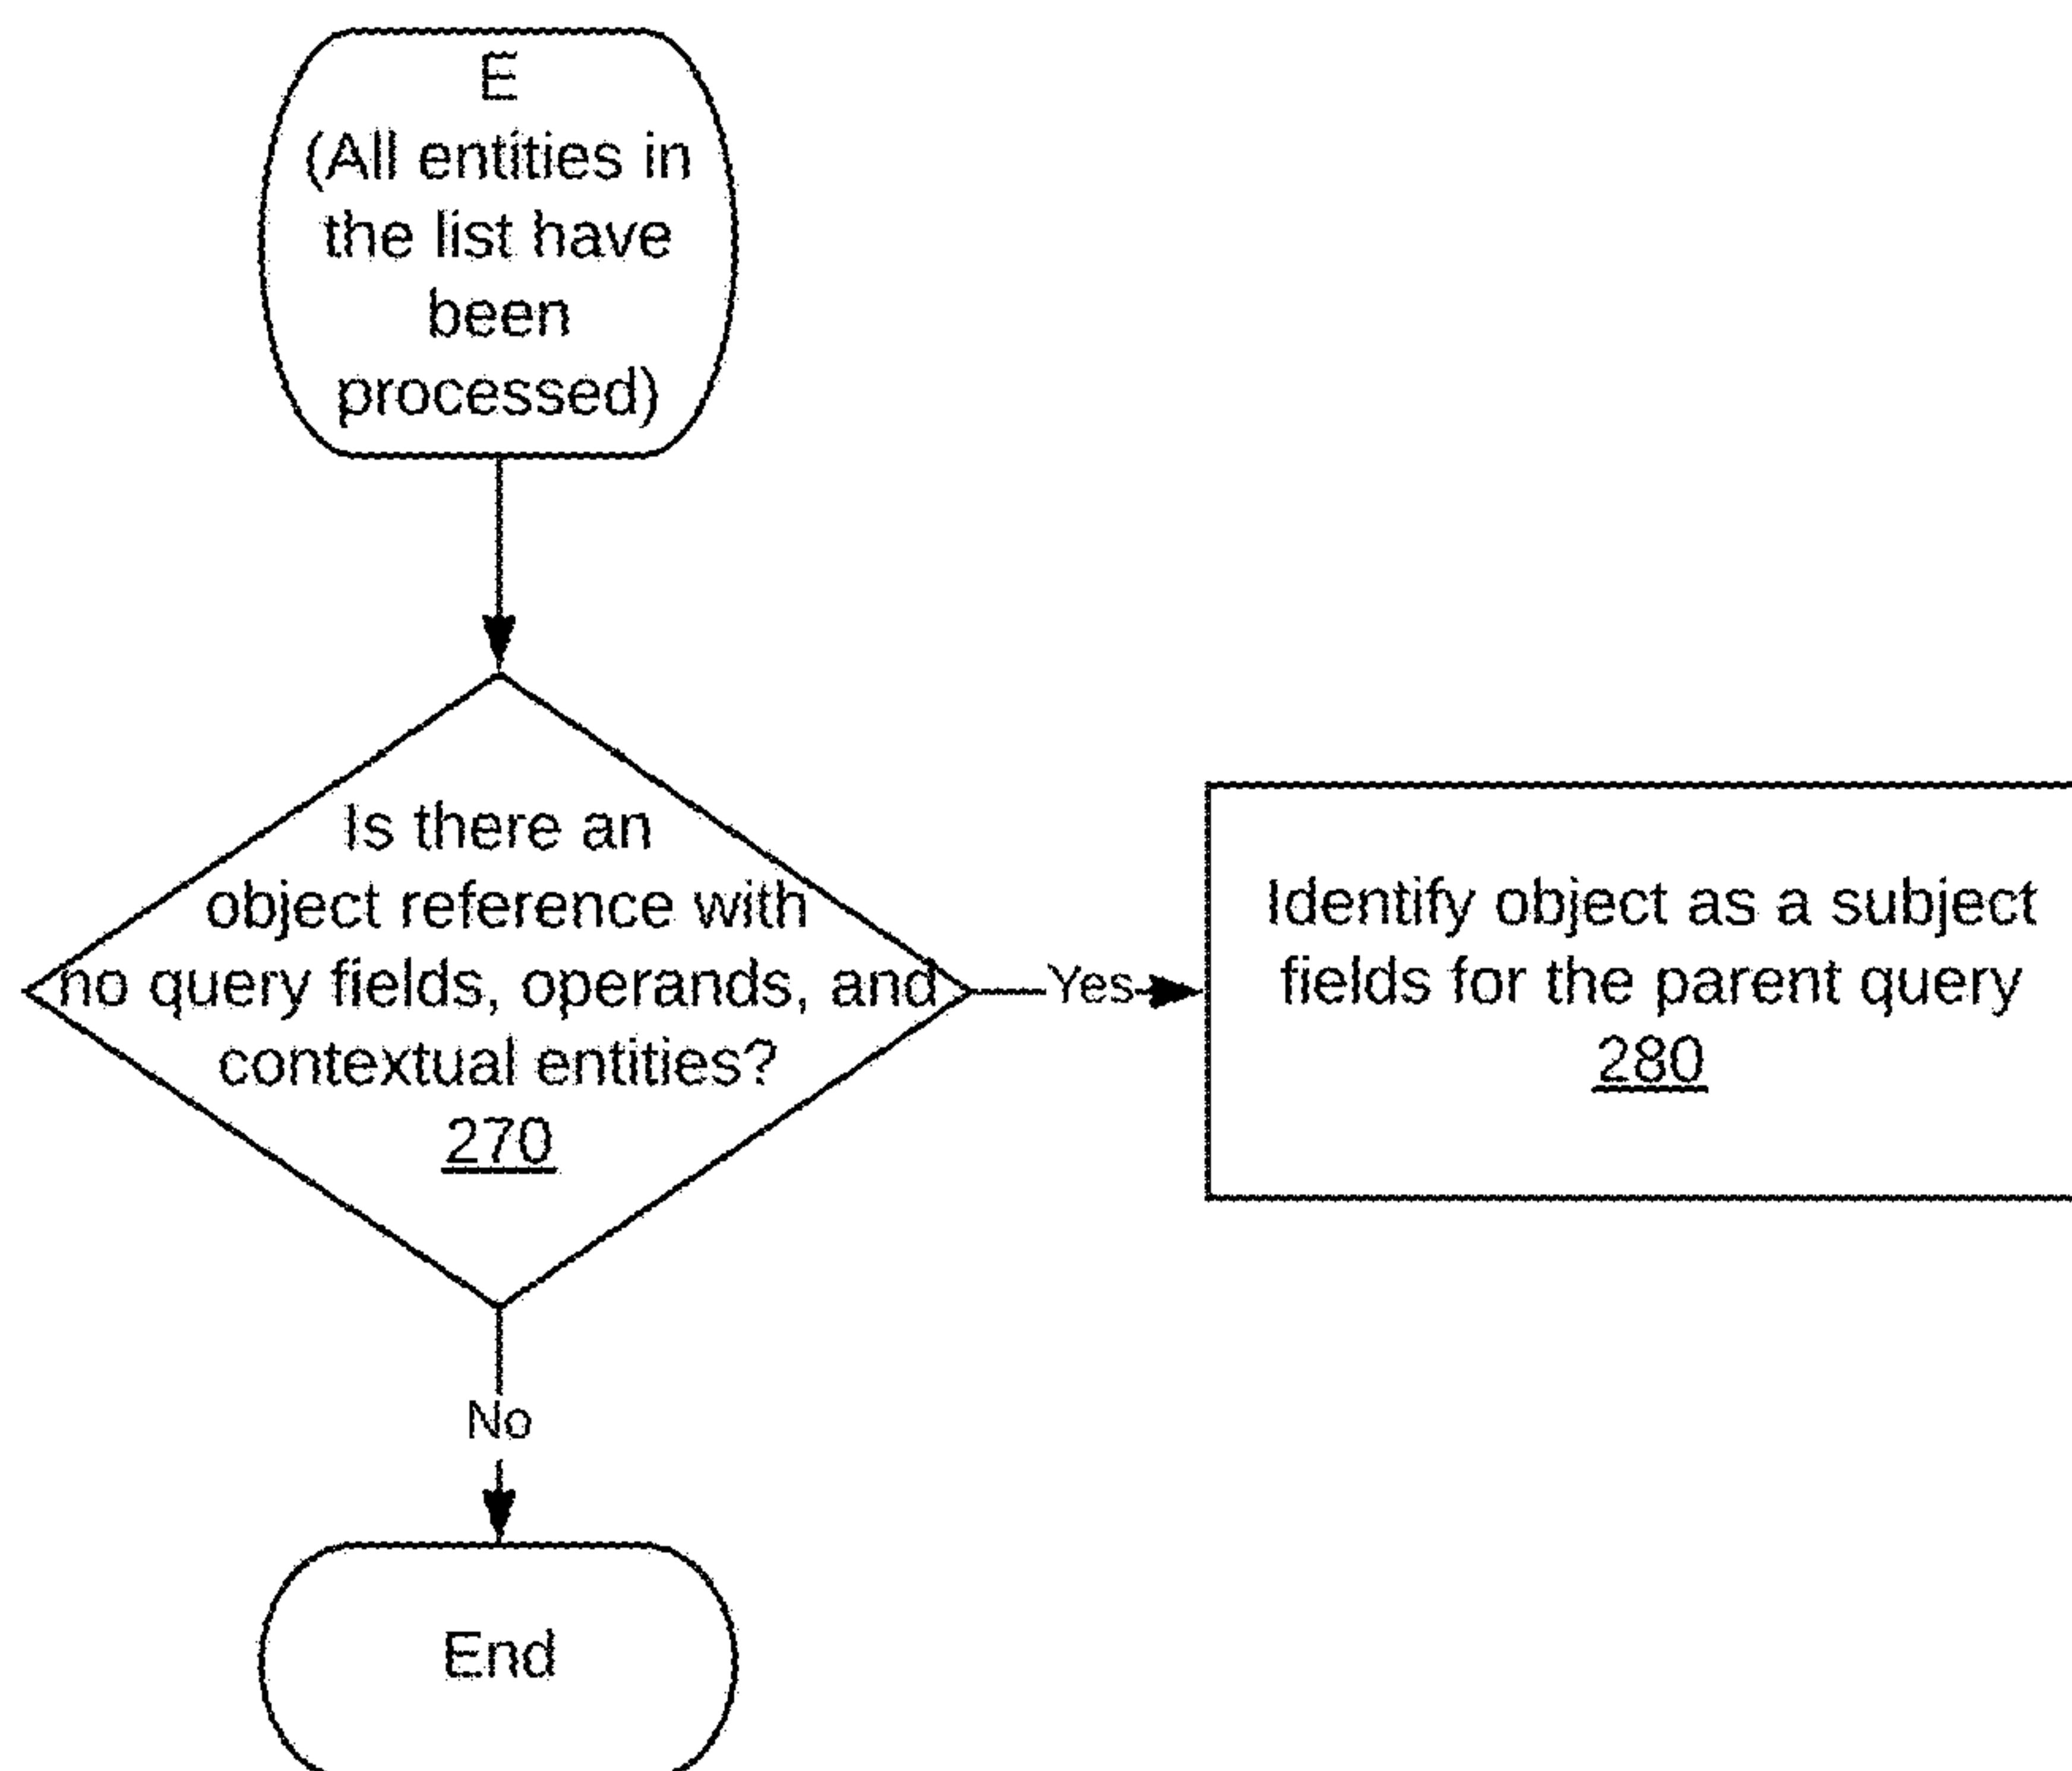 E
(All entities in
the list have
been
processed)
Is there an
object reference with
no query fields, operands, and
contextual entities?
270
Yes
Identify object as a subject
fields for the parent query
280
No
End